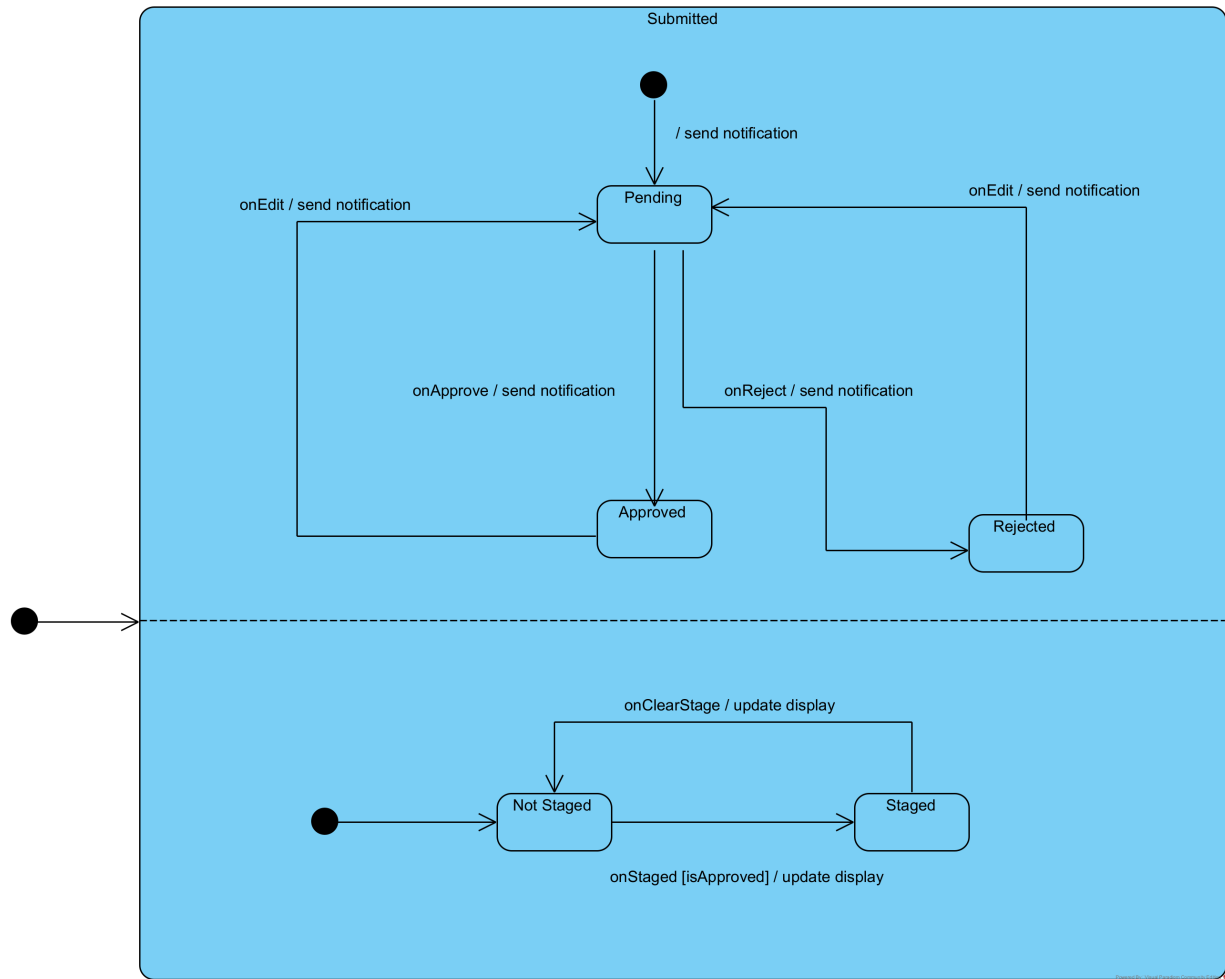 Submitted
/ send notification
Pending
onEdit / send notification
onEdit / send notification
onApprove / send notification
onReject / send notification
Approved
Rejected
onClearStage / update display
Not Staged
Staged
onStaged [isApproved] / update display